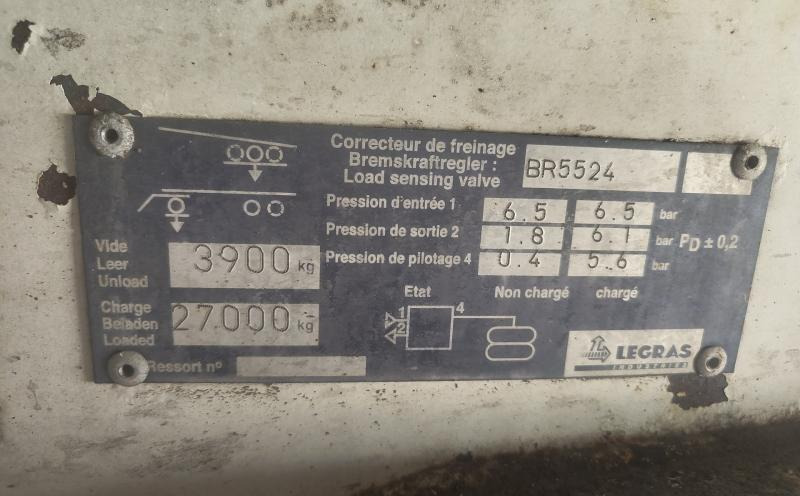 Correcteur de freinage
Bremskraftregler :
Load sensing valve
BR5524
Pression d'entrée 1 6.5 6.5 bar
Pression de sortie 2 1.8 6.1 bar PD ± 0,2
Pression de pilotage 4 0.4 5.6 bar
Vide
Leer
Unload
3900 kg
Charge
Beladen
Loaded
27000 kg
Ressort nº
Etat Non chargé chargé
1 4
2
LEGRAS
INDUSTRIES